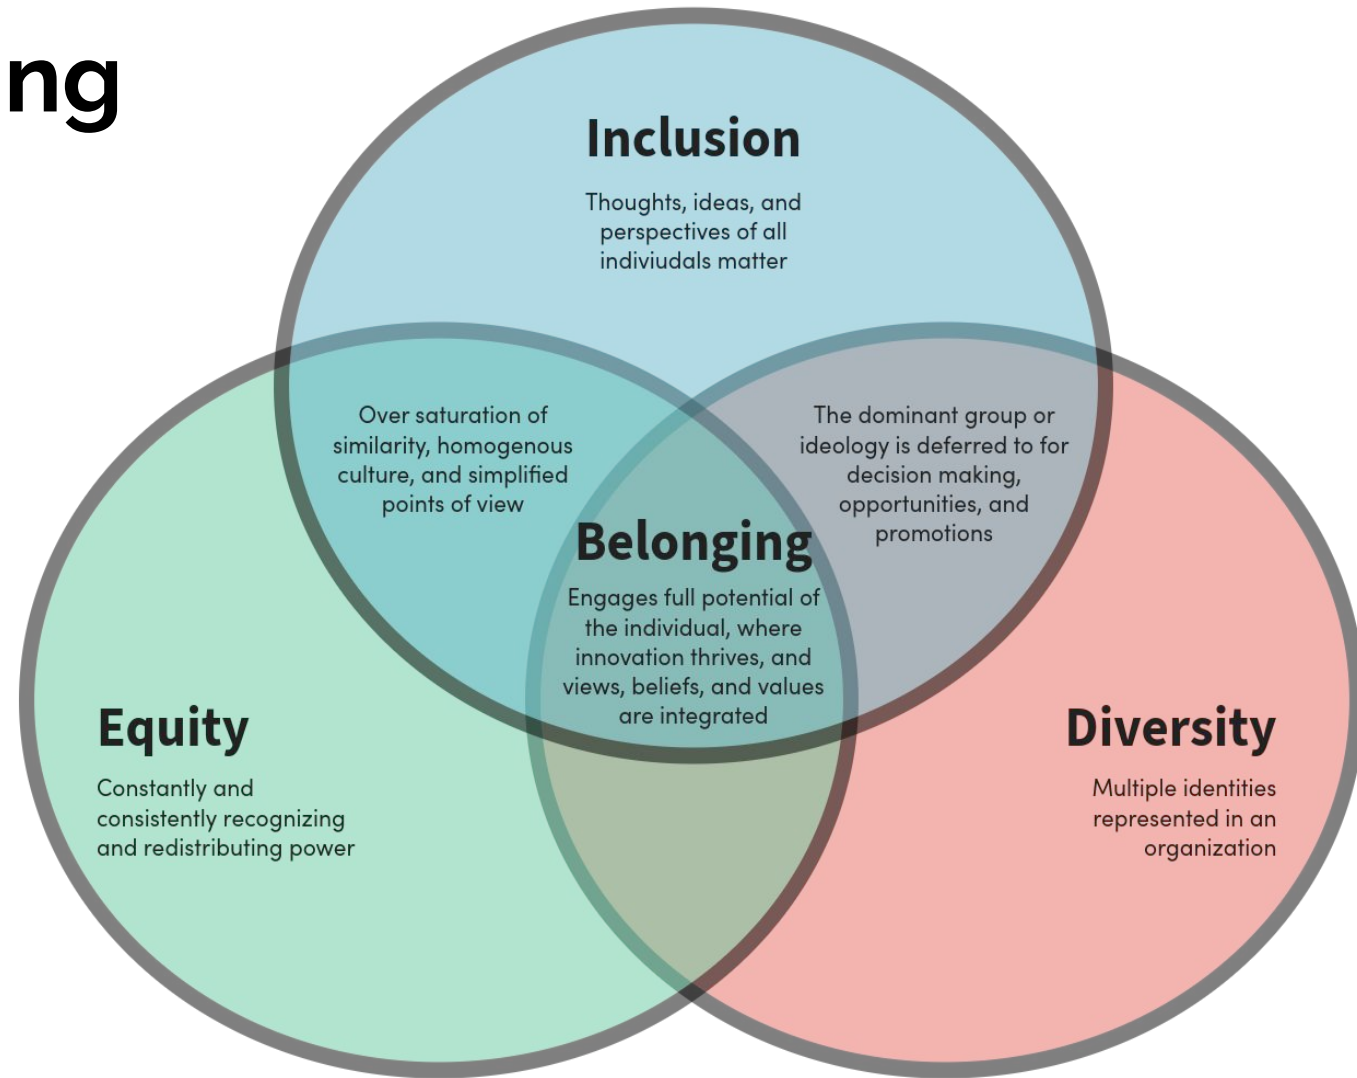 ng
Inclusion
Thoughts, ideas, and
perspectives of all
indiviudals matter
Over saturation of
similarity, homogenous
culture, and simplified
points of view
The dominant group or
ideology is deferred to for
decision making,
opportunities, and
promotions
Belonging
Engages full potential of
the individual, where
innovation thrives, and
views, beliefs, and values
are integrated
Equity
Constantly and
consistently recognizing
and redistributing power
Diversity
Multiple identities
represented in an
organization